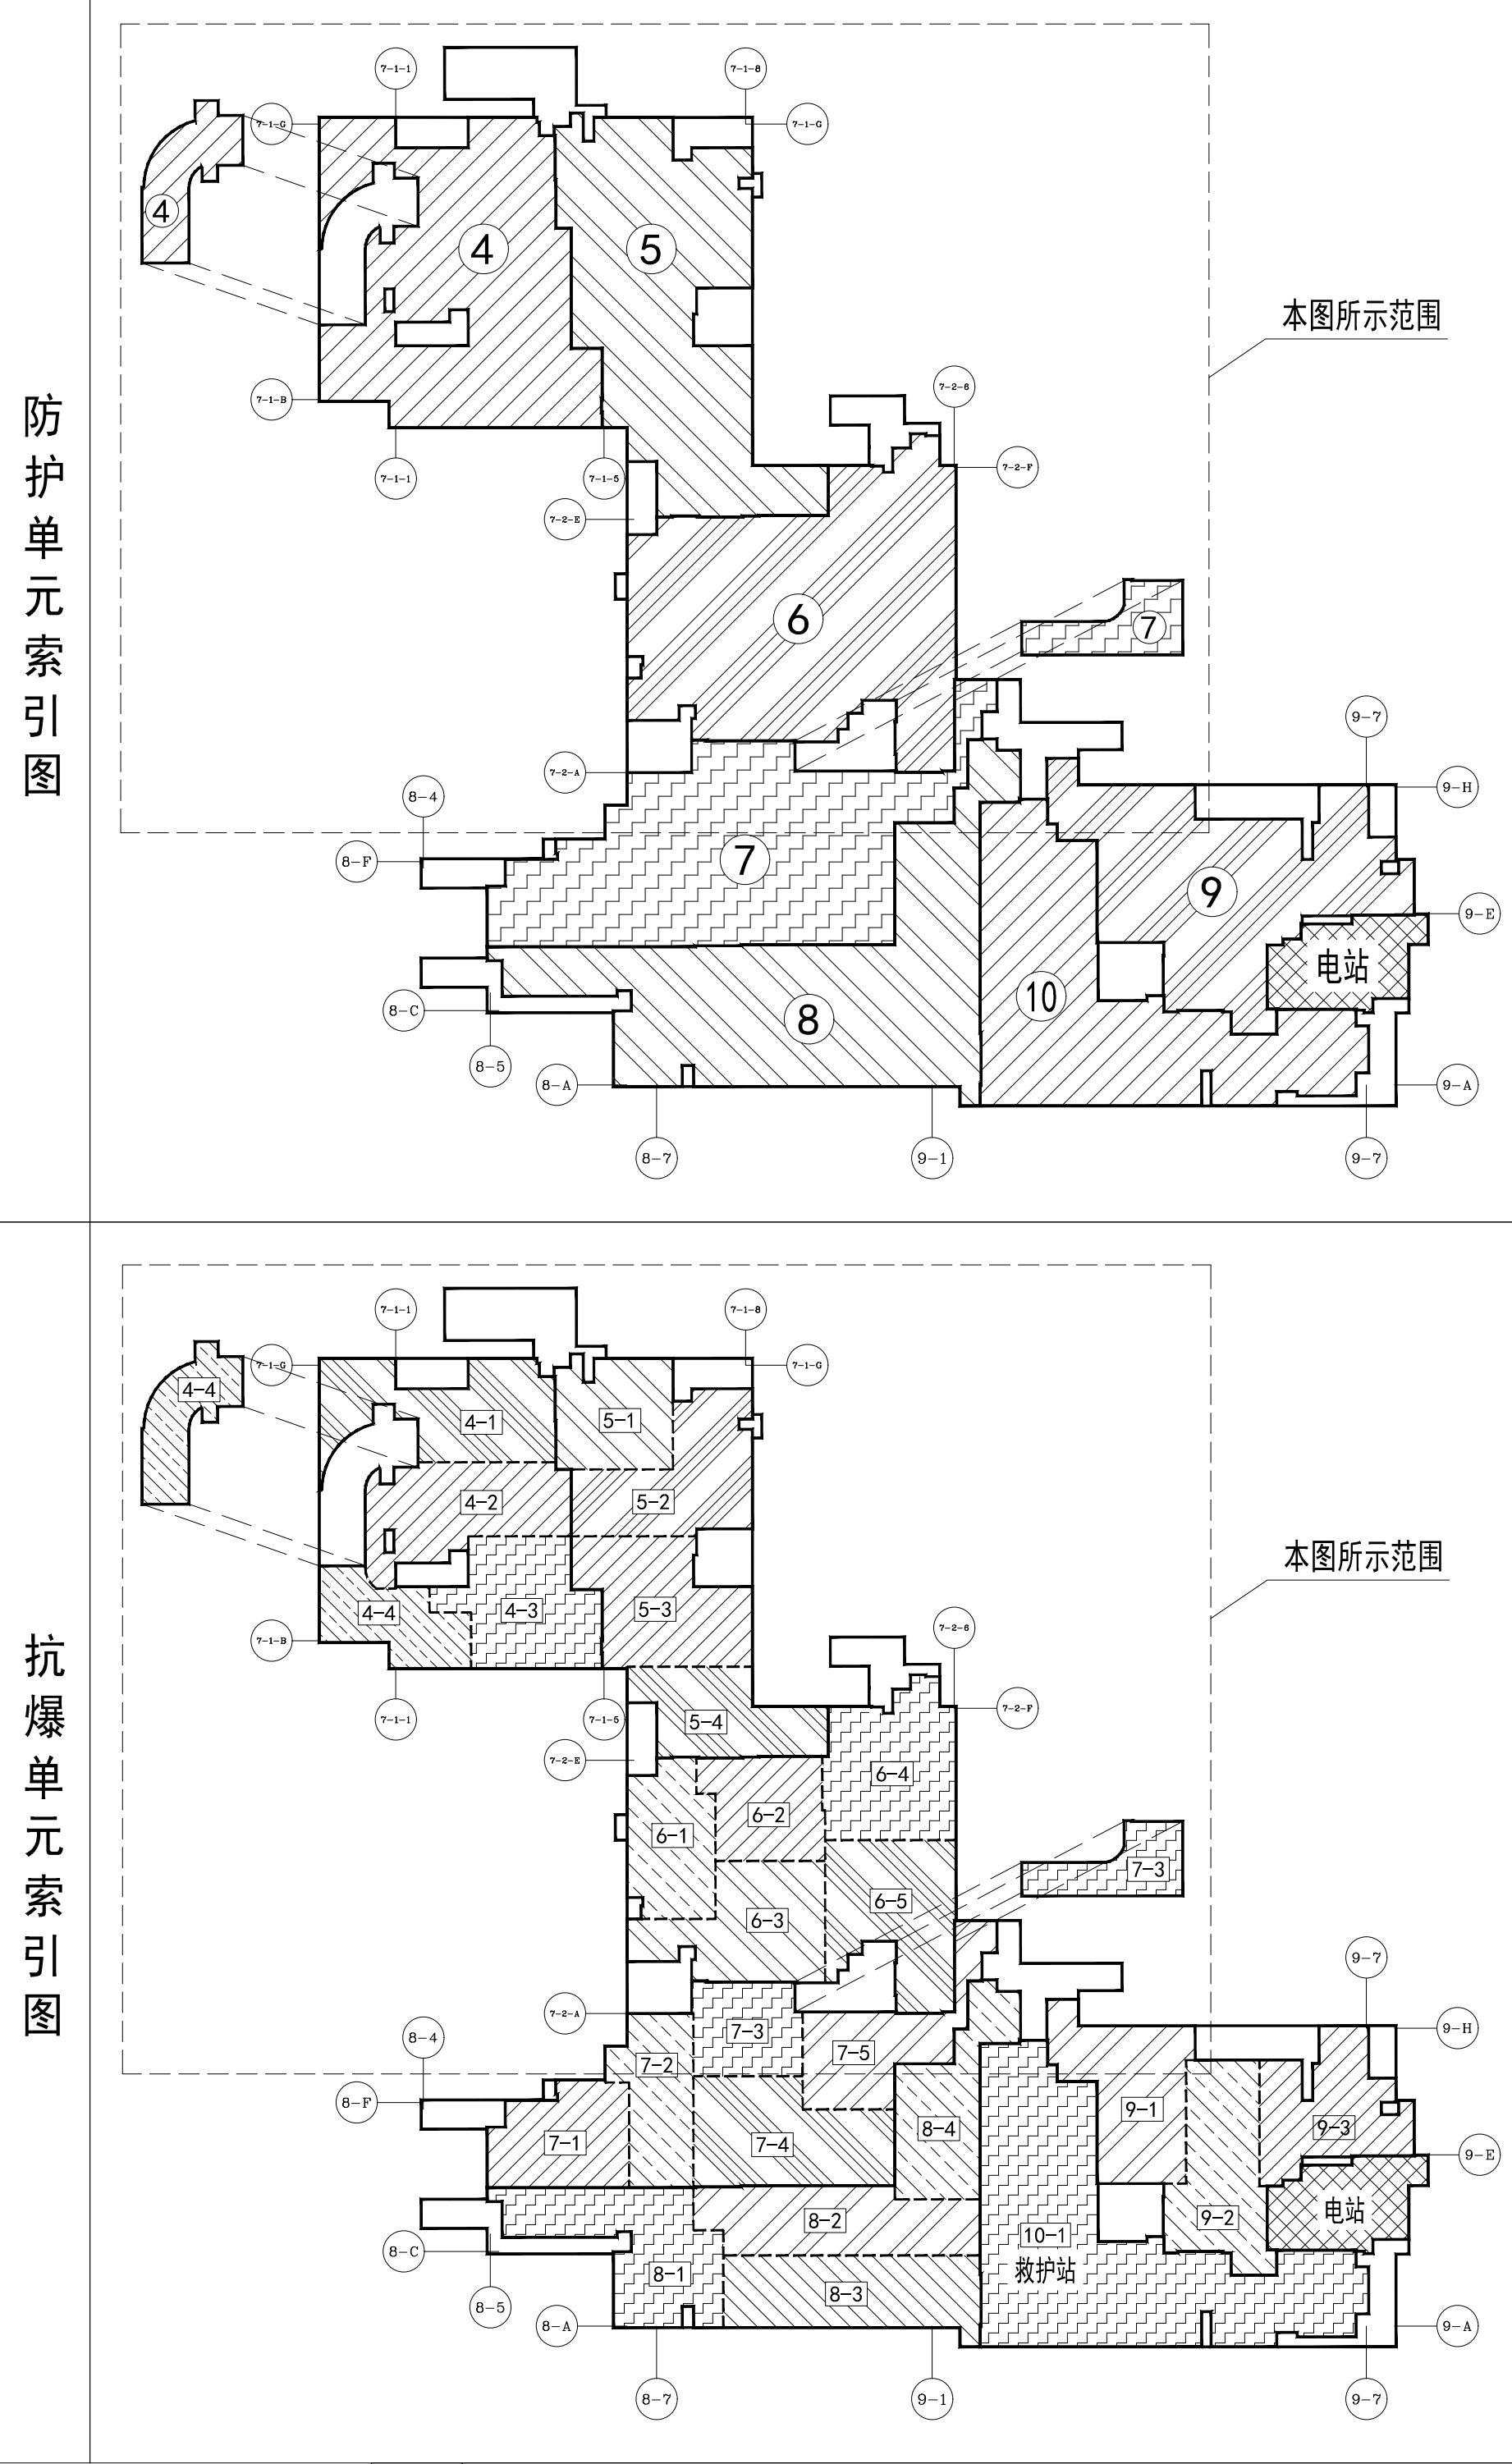 防护单元索引图
7-1-1
7-1-8
7-1-G
7-1-G
4
4
5
本图所示范围
7-1-B
7-2-6
7-1-1
7-1-5
7-2-F
7-2-E
6
7
9-7
7-2-A
8-4
9-H
8-F
7
9
9-E
电站
8-C
10
8
8-5
8-A
9-A
8-7
9-1
9-7
抗爆单元索引图
7-1-1
7-1-8
7-1-G
7-1-G
4-4
4-1
5-1
4-2
5-2
本图所示范围
4-4
4-3
5-3
7-1-B
7-2-6
7-1-1
7-1-5
5-4
7-2-F
7-2-E
6-4
6-2
6-1
7-3
6-5
6-3
9-7
7-2-A
8-4
7-3
9-H
7-2
7-5
8-F
9-1
7-1
7-4
8-4
9-3
9-E
电站
8-2
9-2
10-1
救护站
8-C
8-1
8-3
8-5
8-A
9-A
8-7
9-1
9-7